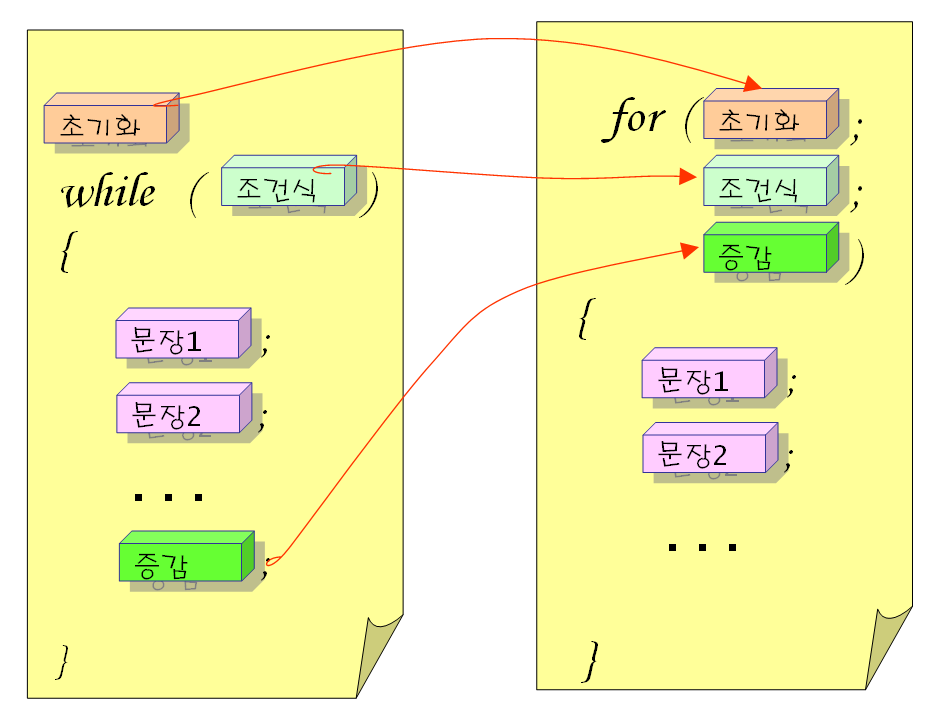 초기화
while ( 조건식 )
{
문장1 ;
문장2 ;
...
증감 ;
}
for ( 초기화 ;
조건식 ;
증감 )
{
문장1 ;
문장2 ;
...
}